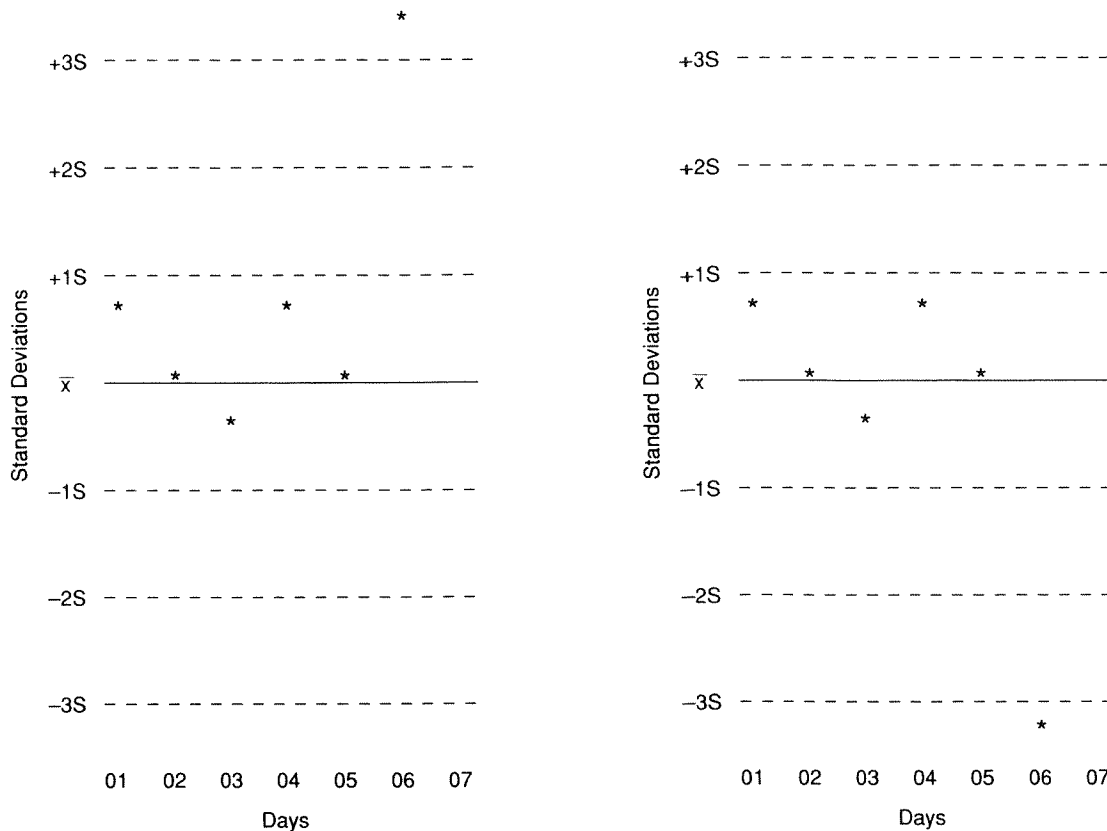 +3S
+2S
+1S
x̅
−1S
−2S
−3S
Standard Deviations
01 02 03 04 05 06 07
Days
+3S
+2S
+1S
x̅
−1S
−2S
−3S
Standard Deviations
01 02 03 04 05 06 07
Days